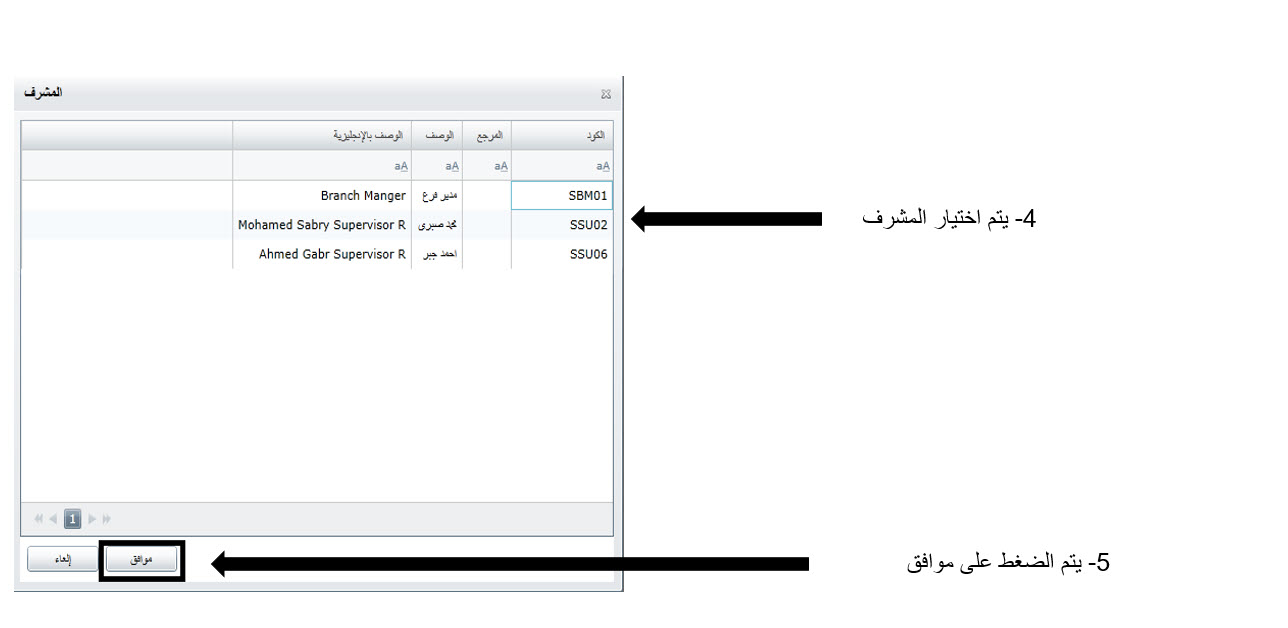 المشرف
الكود المرجع الوصف الوصف بالإنجليزية
aA aA aA aA
SBM01 مدير فرع Branch Manger
SSU02 محمد صبرى Mohamed Sabry Supervisor R
SSU06 احمد جبر Ahmed Gabr Supervisor R
4- يتم اختيار المشرف
1
موافق إلغاء
5- يتم الضغط على موافق